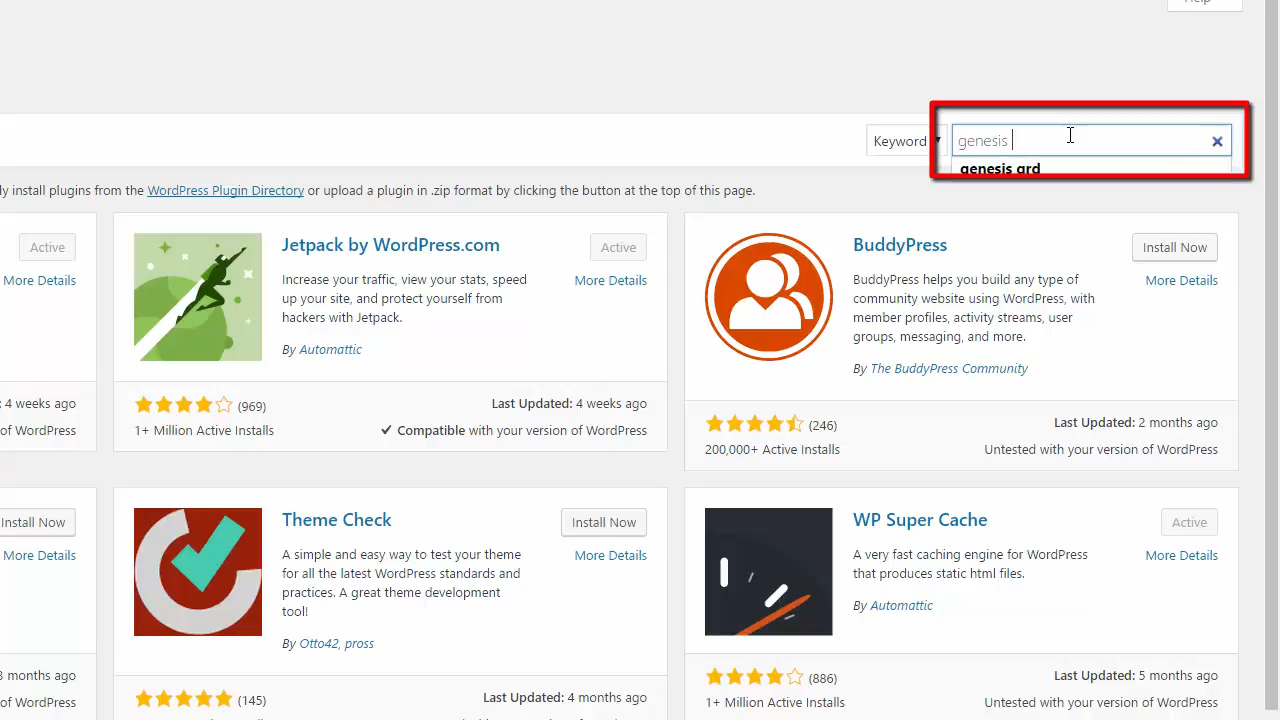 Help
Keyword
genesis
genesis grd
ly install plugins from the WordPress Plugin Directory or upload a plugin in .zip format by clicking the button at the top of this page.
Active
More Details
: 4 weeks ago
of WordPress
Jetpack by WordPress.com
Active
More Details
Increase your traffic, view your stats, speed
up your site, and protect yourself from
hackers with Jetpack.
By Automattic
(969)
Last Updated: 4 weeks ago
1+ Million Active Installs
Compatible with your version of WordPress
BuddyPress
Install Now
More Details
BuddyPress helps you build any type of
community website using WordPress, with
member profiles, activity streams, user
groups, messaging, and more.
By The BuddyPress Community
(246)
Last Updated: 2 months ago
200,000+ Active Installs
Untested with your version of WordPress
Install Now
More Details
3 months ago
of WordPress
Theme Check
Install Now
More Details
A simple and easy way to test your theme
for all the latest WordPress standards and
practices. A great theme development
tool!
By Otto42, pross
(145)
Last Updated: 4 months ago
WP Super Cache
Active
More Details
A very fast caching engine for WordPress
that produces static html files.
By Automattic
(886)
Last Updated: 5 months ago
1+ Million Active Installs
Untested with your version of WordPress